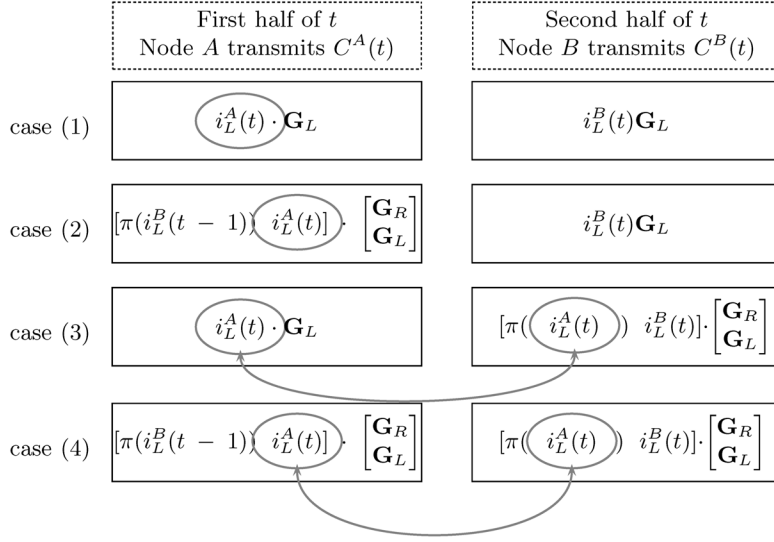 First half of t
Node A transmits C^A(t)
Second half of t
Node B transmits C^B(t)
case (1)
i_L^A(t) · G_L
i_L^B(t)G_L
case (2)
[π(i_L^B(t − 1)) i_L^A(t)] · [G_R
G_L]
i_L^B(t)G_L
case (3)
i_L^A(t) · G_L
[π( i_L^A(t) ) i_L^B(t)]·[G_R
G_L]
case (4)
[π(i_L^B(t − 1)) i_L^A(t)] · [G_R
G_L]
[π( i_L^A(t) ) i_L^B(t)]·[G_R
G_L]